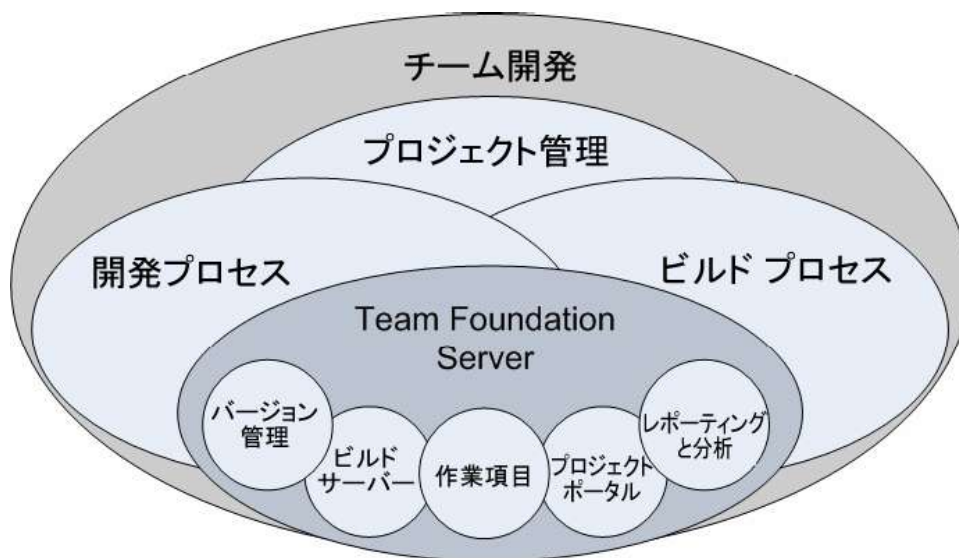 チーム開発
プロジェクト管理
開発プロセス
ビルド プロセス
Team Foundation
Server
バージョン
管理
ビルド
サーバー
作業項目
プロジェクト
ポータル
レポーティング
と分析